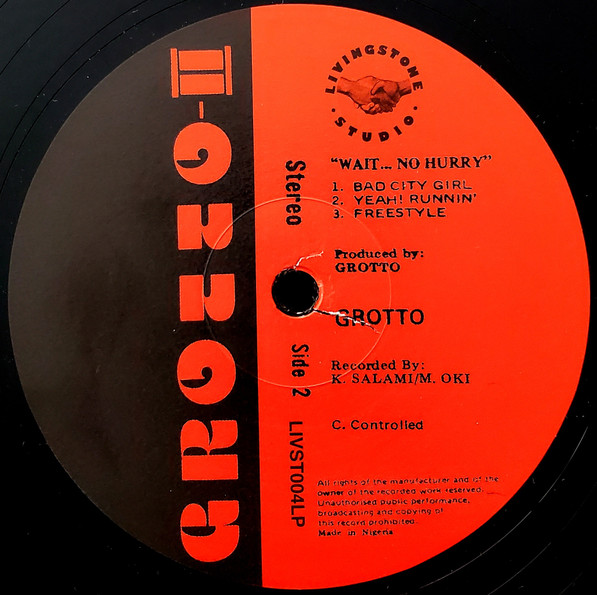 GROTTO-II
LIVINGSTONE
STUDIO
"WAIT... NO HURRY"
1. BAD CITY GIRL
2. YEAH! RUNNIN'
3. FREESTYLE
Stereo
Produced by:
GROTTO
GROTTO
Side 2
Recorded By:
K. SALAMI/M. OKI
C. Controlled
LIVST004LP
All rights of the manufacturer and of the
owner of the recorded work reserved.
Unauthorised public performance,
broadcasting and copying of
this record prohibited.
Made in Nigeria